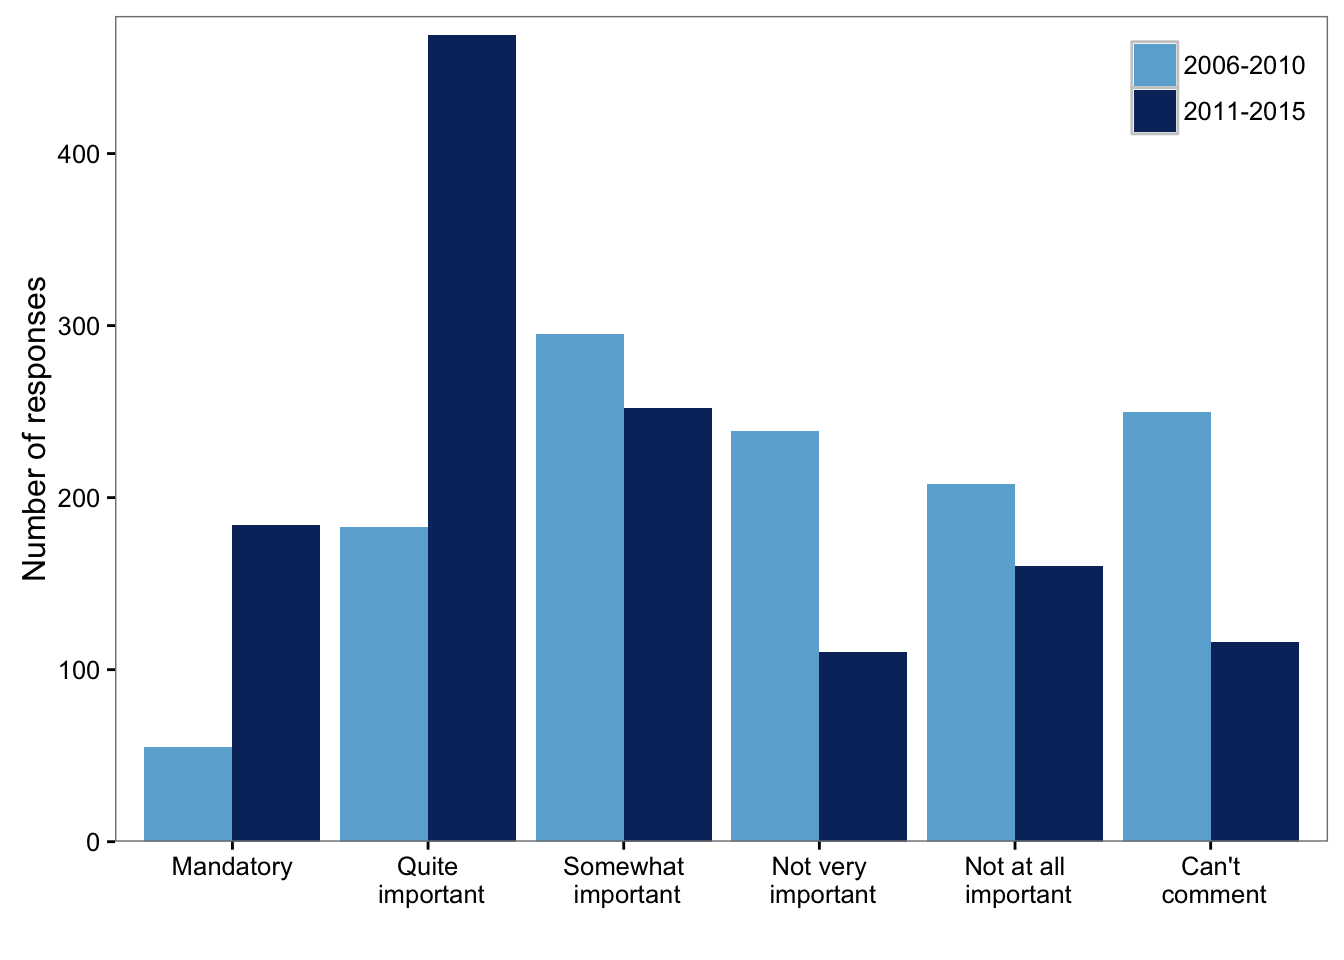 2006-2010
2011-2015
Number of responses
400
300
200
100
0
Mandatory
Quite
important
Somewhat
important
Not very
important
Not at all
important
Can't
comment